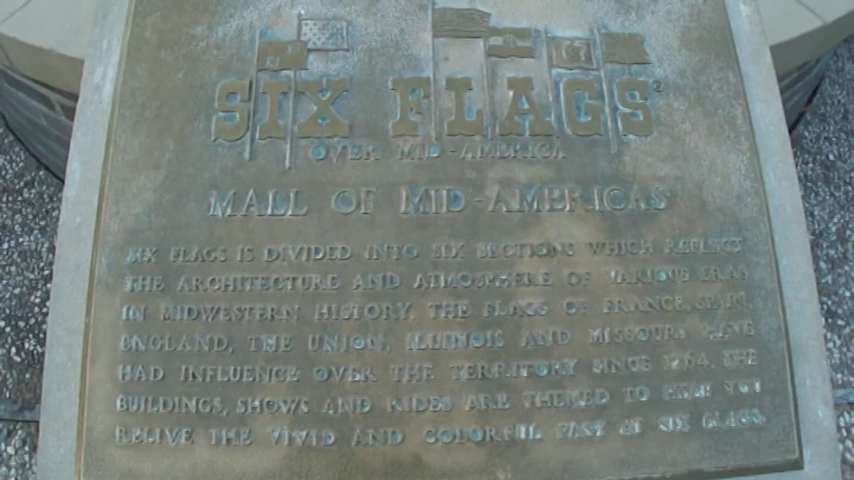 SIX FLAGS®
OVER MID-AMERICA
MALL OF MID-AMERICAS
SIX FLAGS IS DIVIDED INTO SIX SECTIONS WHICH REFLECT
THE ARCHITECTURE AND ATMOSPHERE OF VARIOUS ERAS
IN MIDWESTERN HISTORY. THE FLAGS OF FRANCE, SPAIN,
ENGLAND, THE UNION, ILLINOIS AND MISSOURI HAVE
HAD INFLUENCE OVER THE TERRITORY SINCE 1764. THE
BUILDINGS, SHOWS AND RIDES ARE THEMED TO HELP YOU
RELIVE THE VIVID AND COLORFUL PAST AT SIX FLAGS.